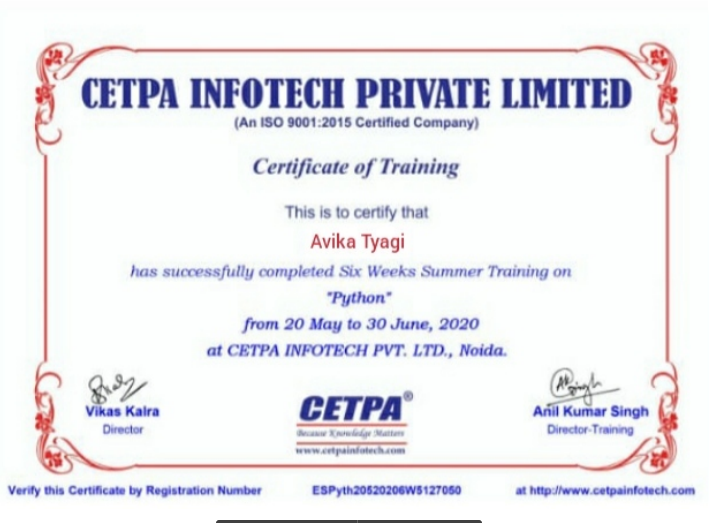 CETPA INFOTECH PRIVATE LIMITED
(An ISO 9001:2015 Certified Company)
Certificate of Training
This is to certify that
Avika Tyagi
has successfully completed Six Weeks Summer Training on
"Python"
from 20 May to 30 June, 2020
at CETPA INFOTECH PVT. LTD., Noida.
Vikas Kalra
Director
CETPA®
Because Knowledge Matters
www.cetpainfotech.com
Anil Kumar Singh
Director-Training
Verify this Certificate by Registration Number ESPyth20520206W5127050 at http://www.cetpainfotech.com